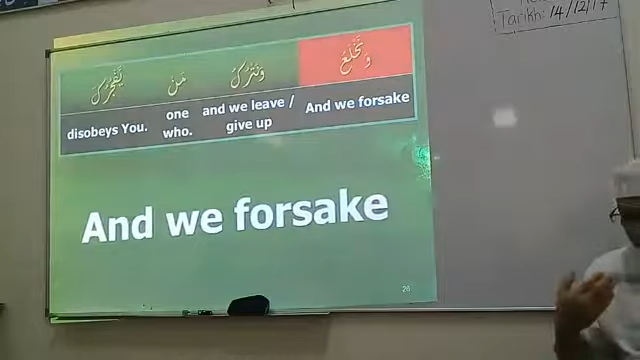 Tarikh: 14/12/17
وَنَخْلَعُ وَنَتْرُكُ مَنْ يَّفْجُرُكَ
And we forsake
and we leave / give up
one who.
disobeys You.
And we forsake
26